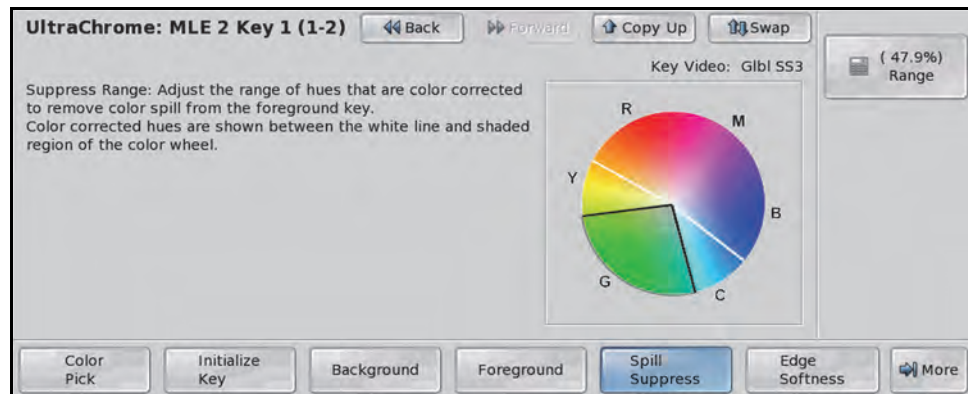 UltraChrome: MLE 2 Key 1 (1-2)
Back
Forward
Copy Up
Swap
Key Video: Glbl SS3
( 47.9%)
Range
Suppress Range: Adjust the range of hues that are color corrected
to remove color spill from the foreground key.
Color corrected hues are shown between the white line and shaded
region of the color wheel.
R
M
Y
B
G
C
Color
Pick
Initialize
Key
Background
Foreground
Spill
Suppress
Edge
Softness
More